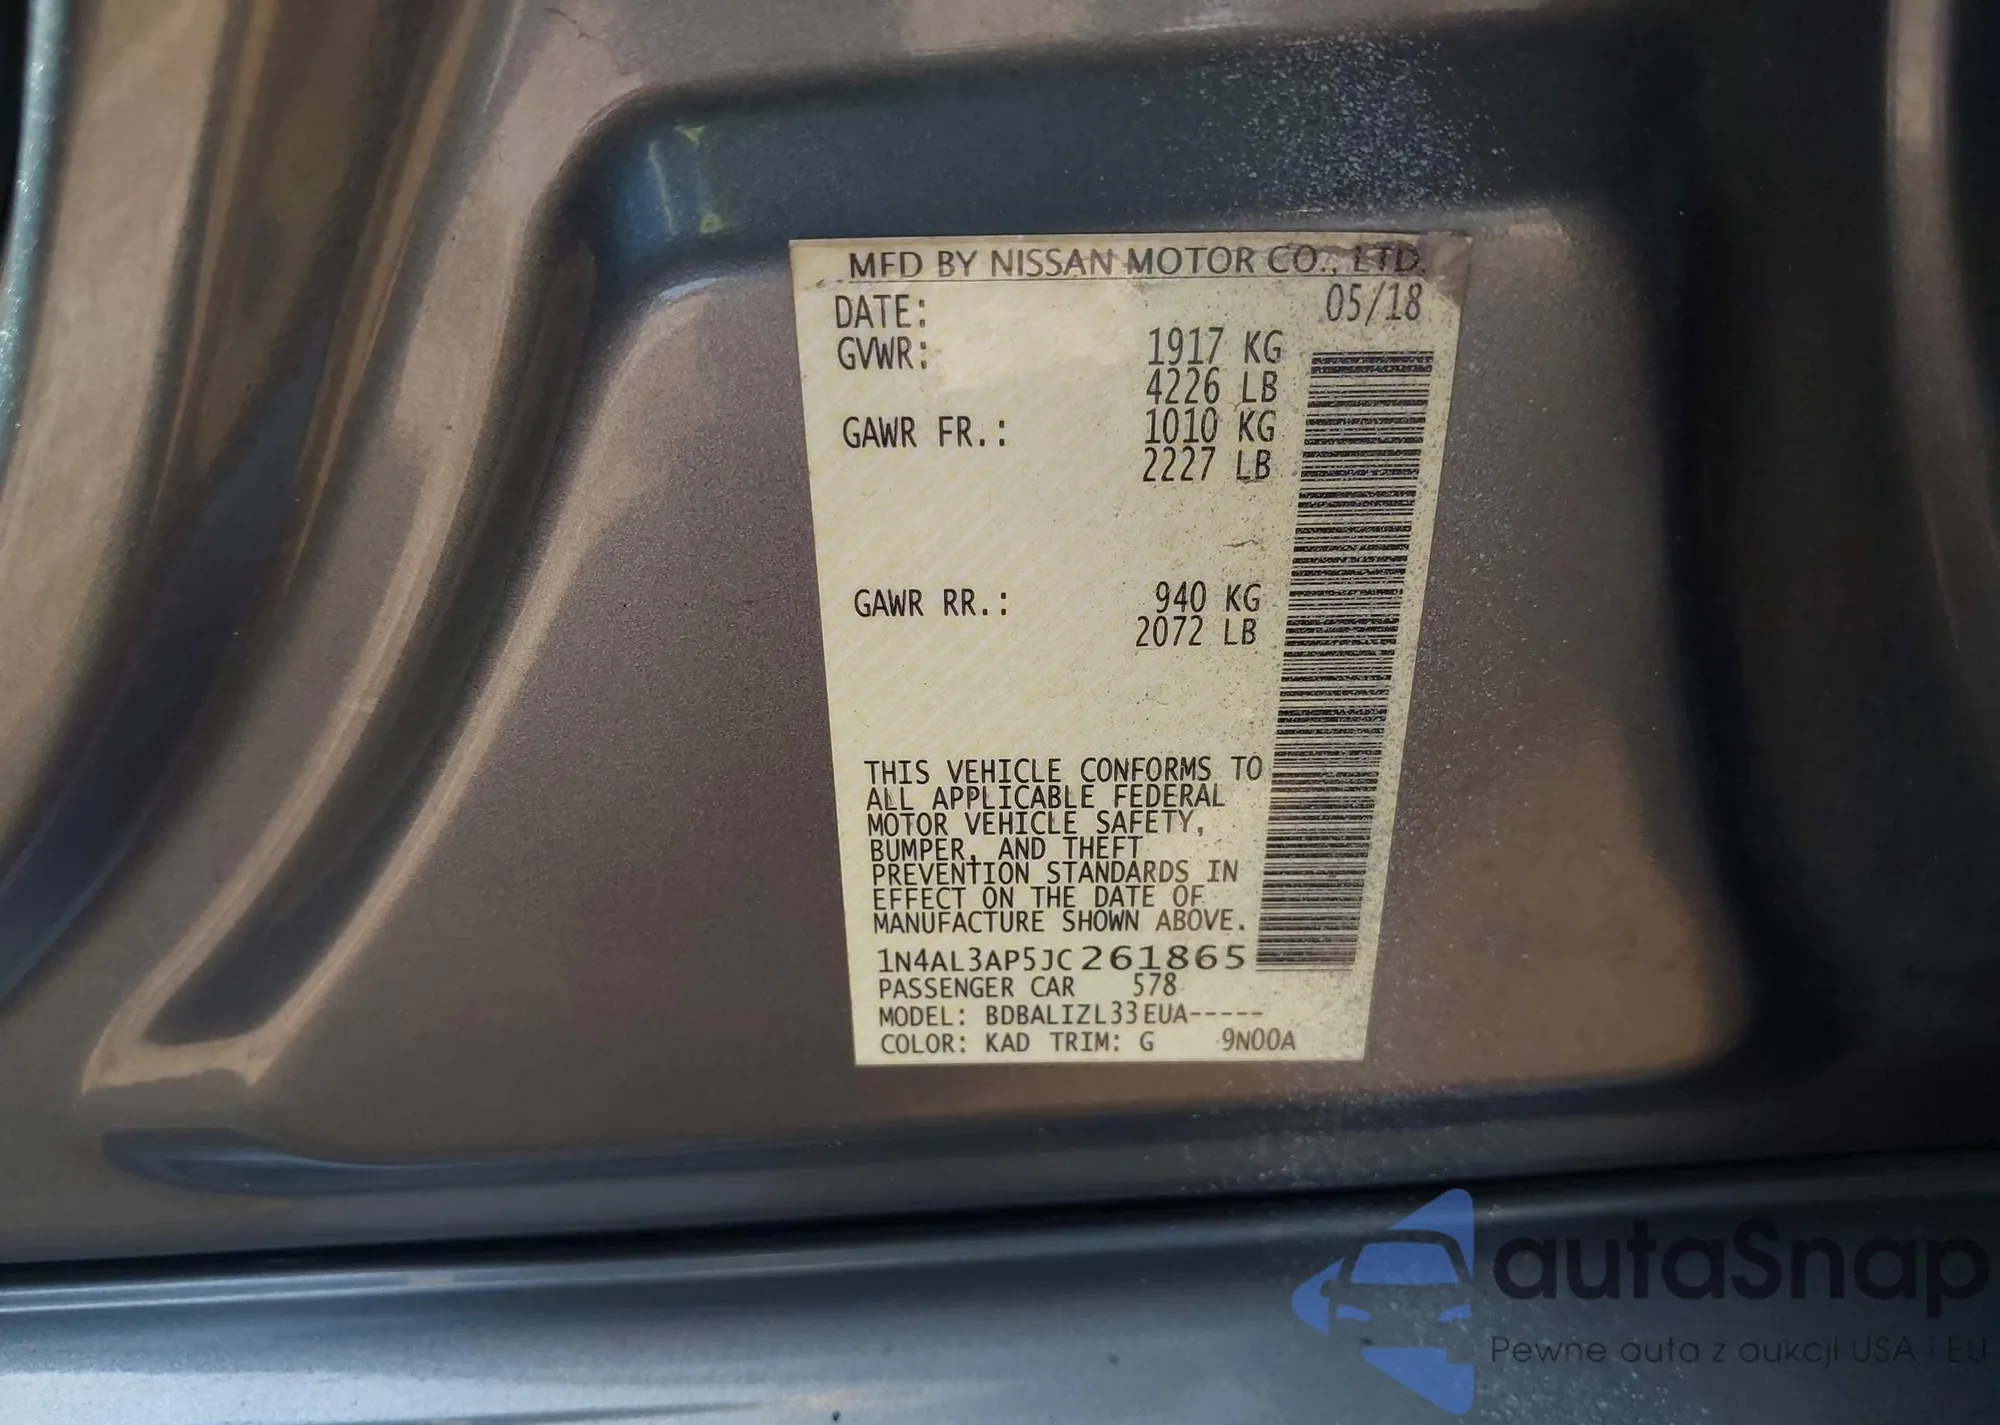 MFD BY NISSAN MOTOR CO., LTD.
DATE: 05/18
GVWR: 1917 KG
4226 LB
GAWR FR.: 1010 KG
2227 LB
GAWR RR.: 940 KG
2072 LB
THIS VEHICLE CONFORMS TO
ALL APPLICABLE FEDERAL
MOTOR VEHICLE SAFETY,
BUMPER, AND THEFT
PREVENTION STANDARDS IN
EFFECT ON THE DATE OF
MANUFACTURE SHOWN ABOVE.
1N4AL3AP5JC261865
PASSENGER CAR 578
MODEL: BDBALIZL33EUA-----
COLOR: KAD TRIM: G 9N00A
autaSnap
Pewne auta z aukcji USA i EU